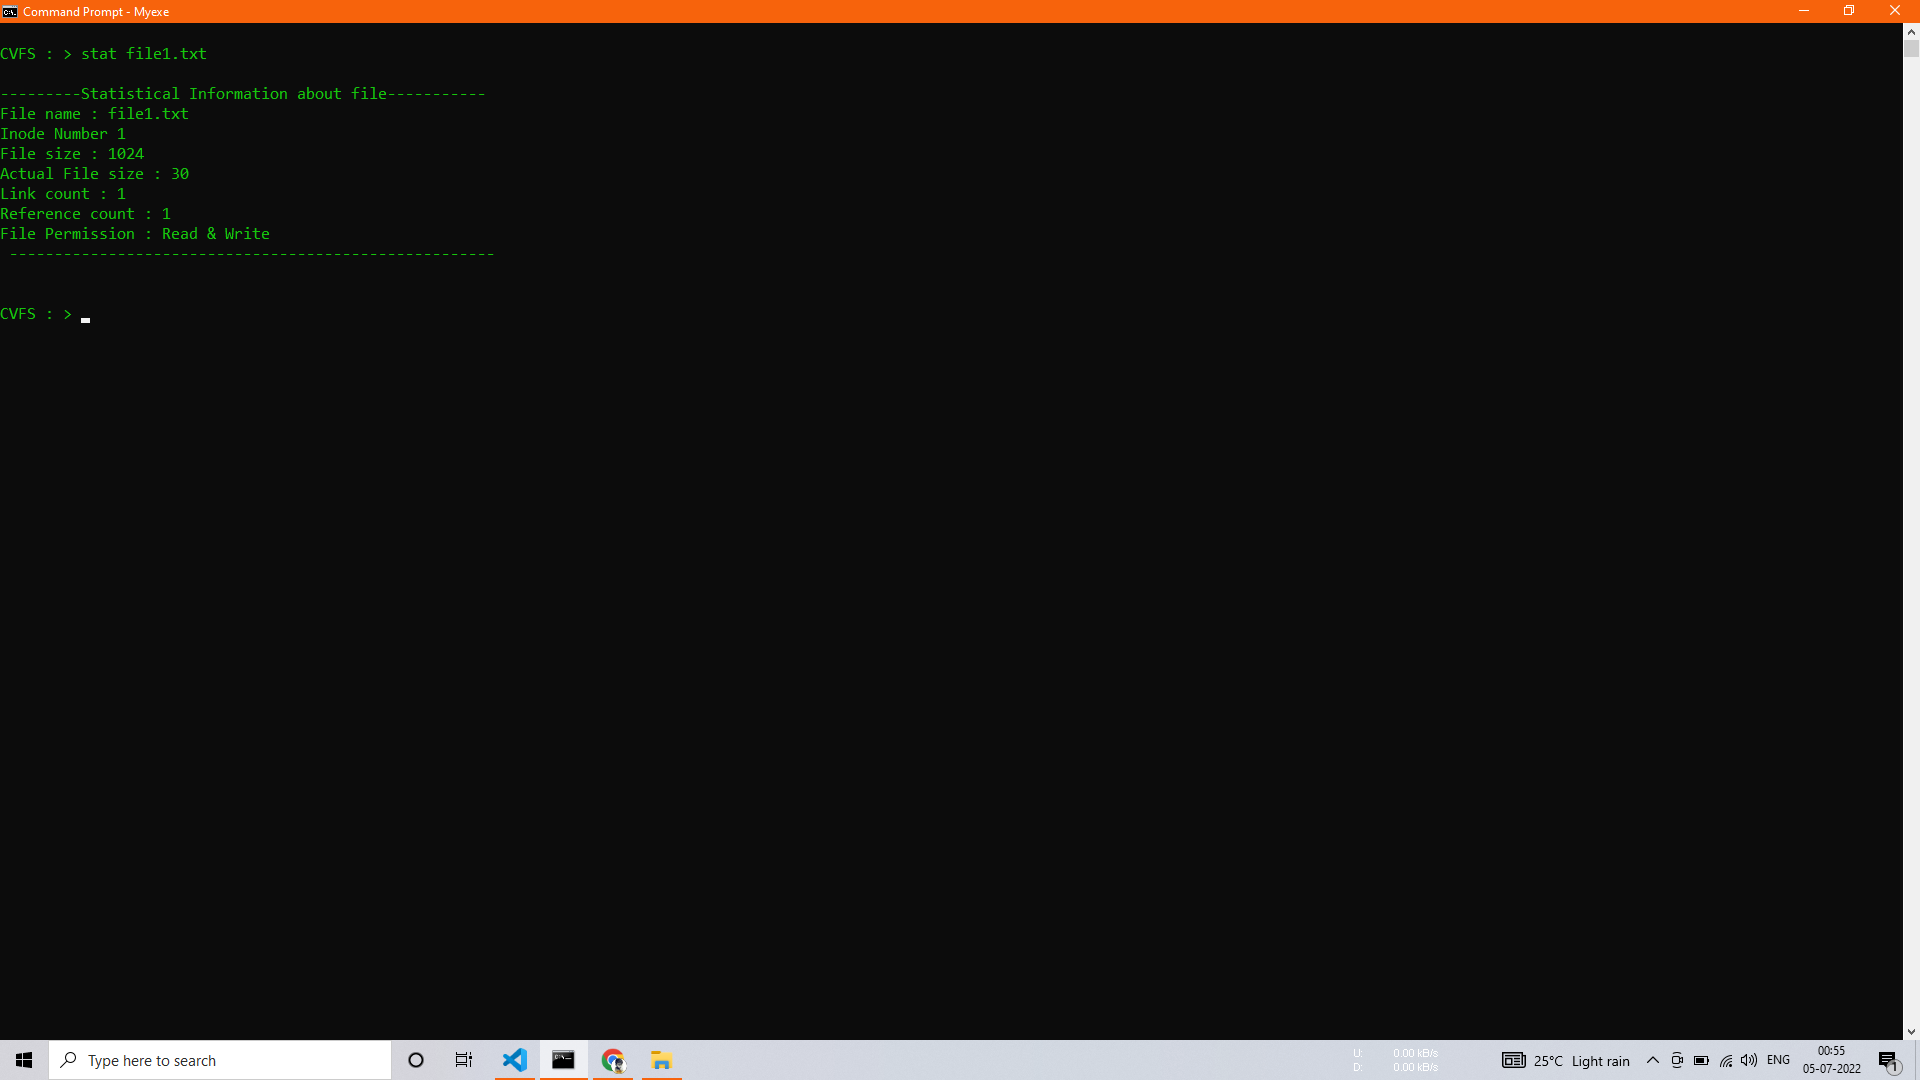 Command Prompt - Myexe
CVFS : > stat file1.txt
---------Statistical Information about file-----------
File name : file1.txt
Inode Number 1
File size : 1024
Actual File size : 30
Link count : 1
Reference count : 1
File Permission : Read & Write
------------------------------------------------------
CVFS : >
Type here to search
U: 0.00 kB/s
D: 0.00 kB/s
25°C Light rain
ENG
00:55
05-07-2022
1